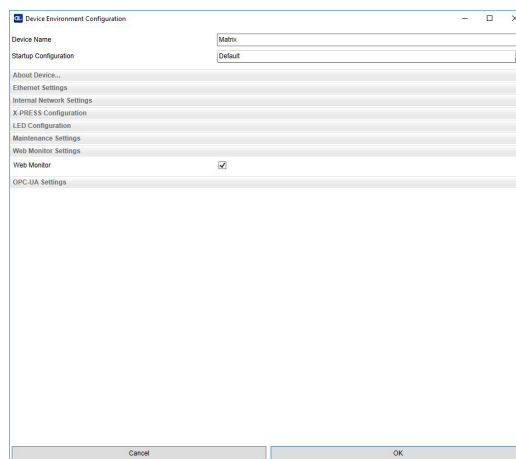 DL Device Environment Configuration
Device Name Matrix
Startup Configuration Default
About Device...
Ethernet Settings
Internal Network Settings
X-PRESS Configuration
LED Configuration
Maintenance Settings
Web Monitor Settings
Web Monitor
OPC-UA Settings
Cancel OK